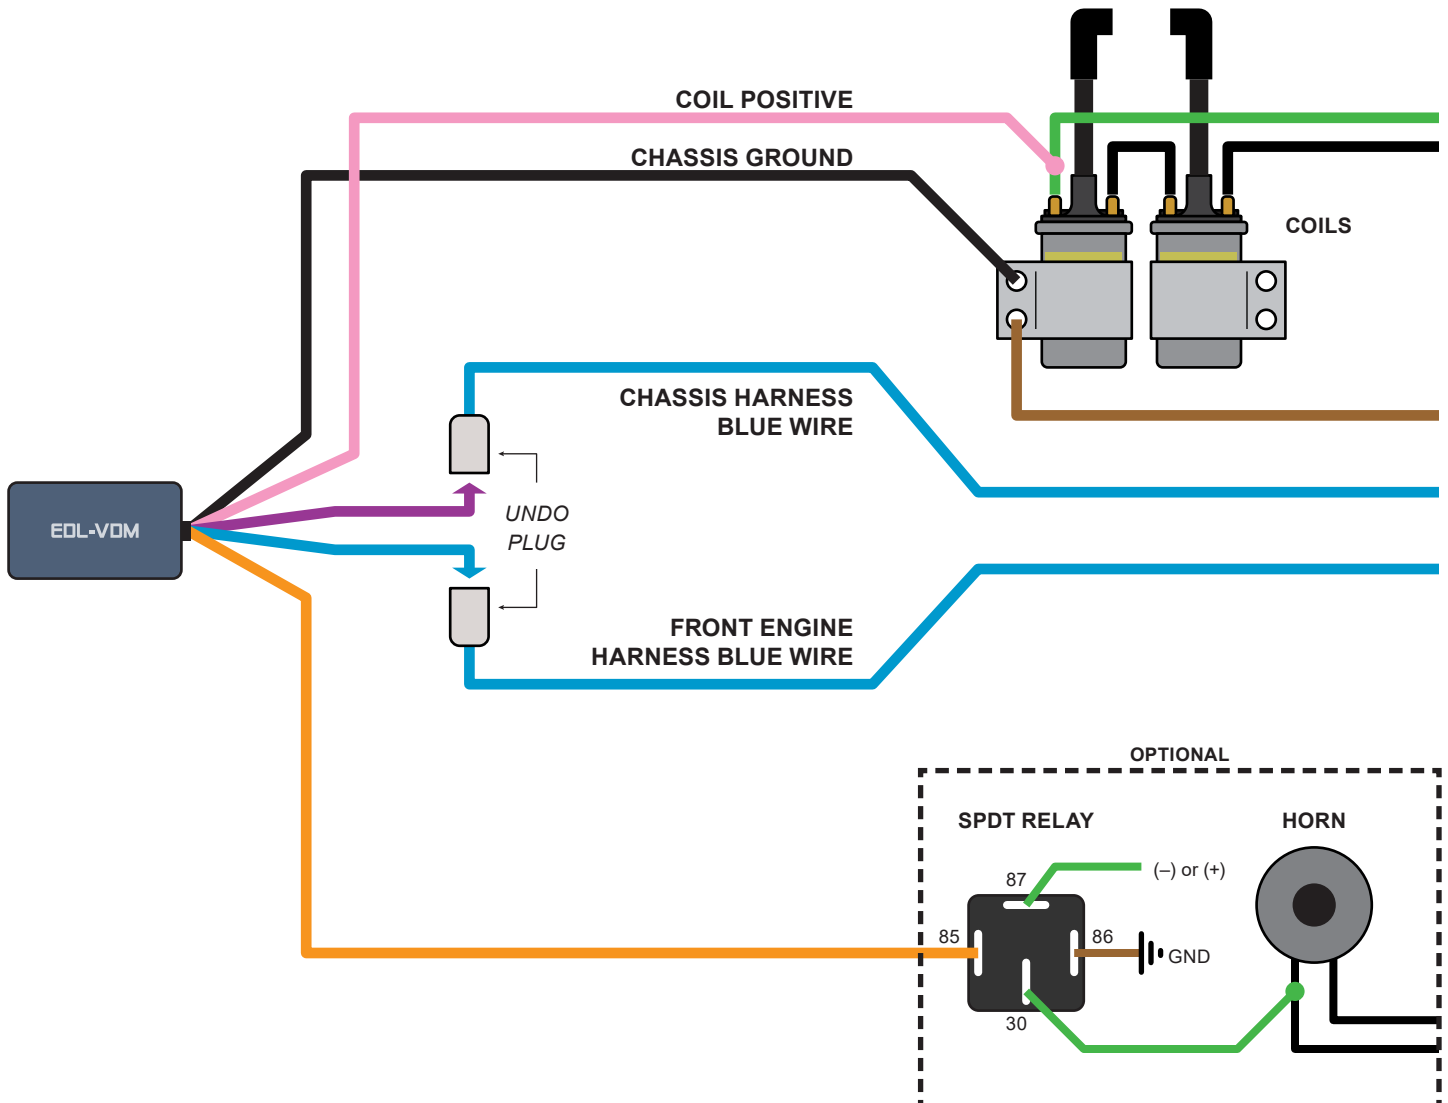 COIL POSITIVE
CHASSIS GROUND
COILS
CHASSIS HARNESS
BLUE WIRE
EDL-VDM
UNDO
PLUG
FRONT ENGINE
HARNESS BLUE WIRE
OPTIONAL
SPDT RELAY
HORN
87
(–) or (+)
85
86
GND
30